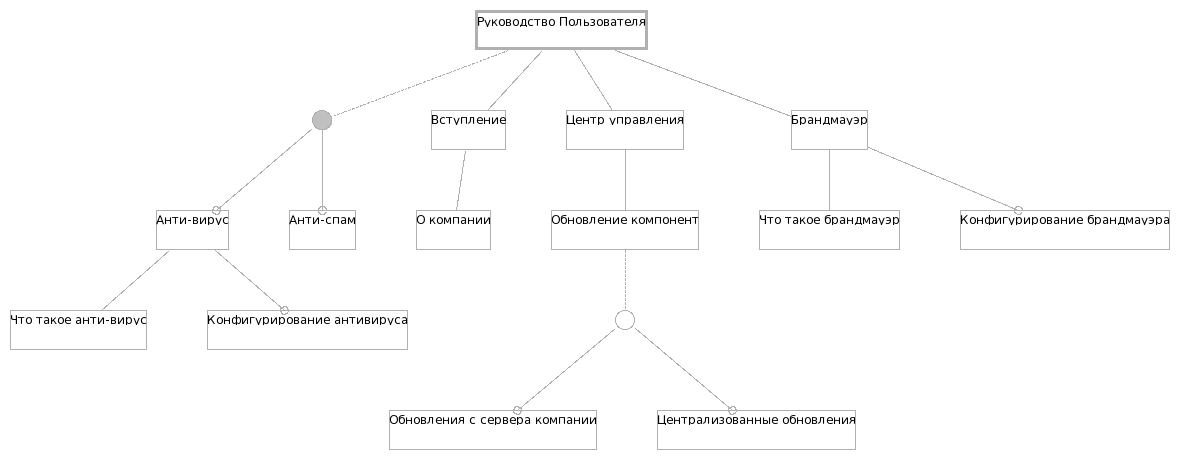 Руководство Пользователя
Вступление
Центр управления
Брандмауэр
Анти-вирус
Анти-спам
О компании
Обновление компонент
Что такое брандмауэр
Конфигурирование брандмауэра
Что такое анти-вирус
Конфигурирование антивируса
Обновления с сервера компании
Централизованные обновления